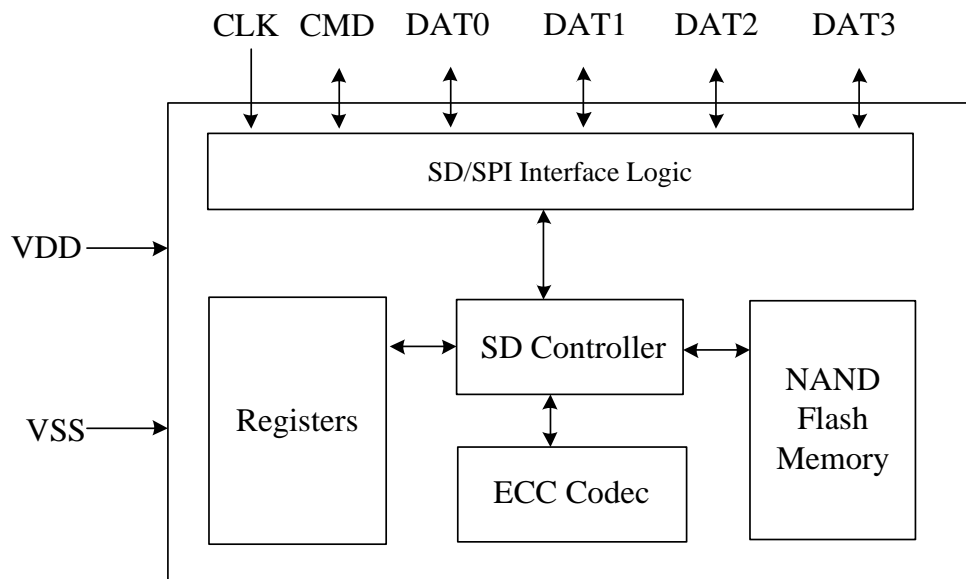 CLK CMD DAT0 DAT1 DAT2 DAT3
SD/SPI Interface Logic
VDD
SD Controller
NAND
Flash
Memory
Registers
VSS
ECC Codec